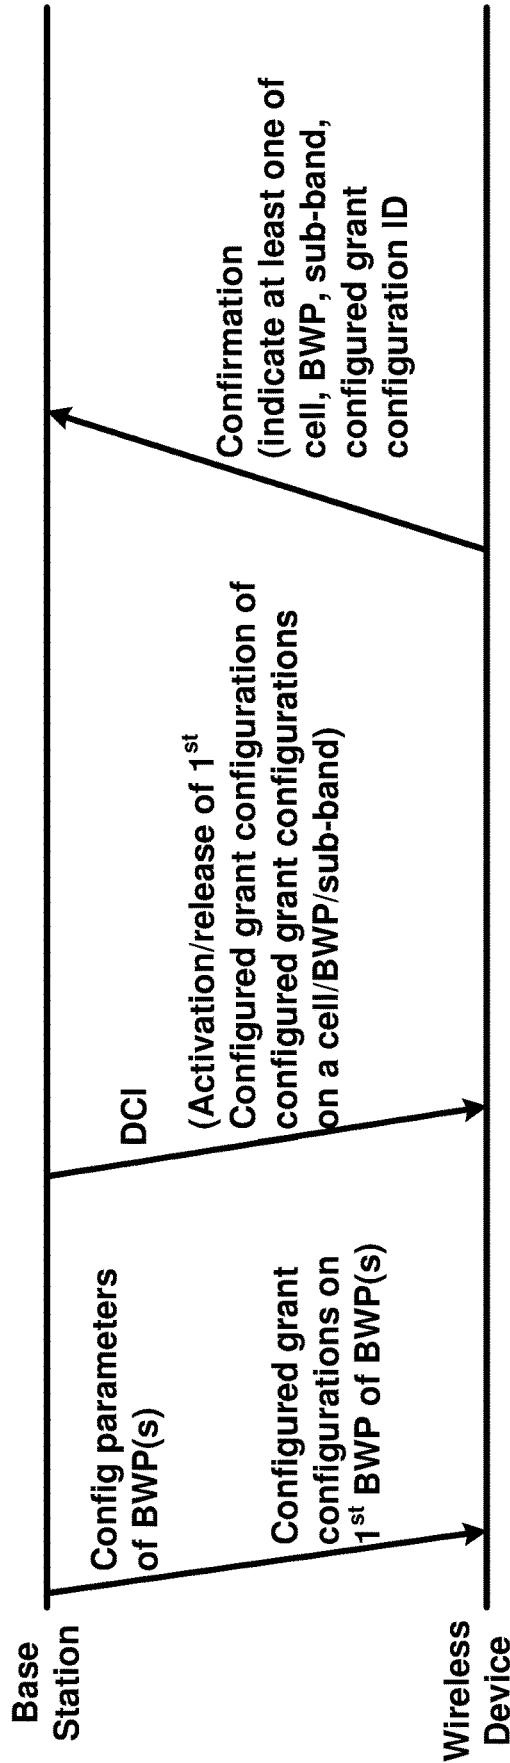 Base
Station
Wireless
Device
Config parameters
of BWP(s)
Configured grant
configurations on
1st BWP of BWP(s)
DCI
(Activation/release of 1st
Configured grant configuration of
configured grant configurations
on a cell/BWP/sub-band)
Confirmation
(indicate at least one of
cell, BWP, sub-band,
configured grant
configuration ID